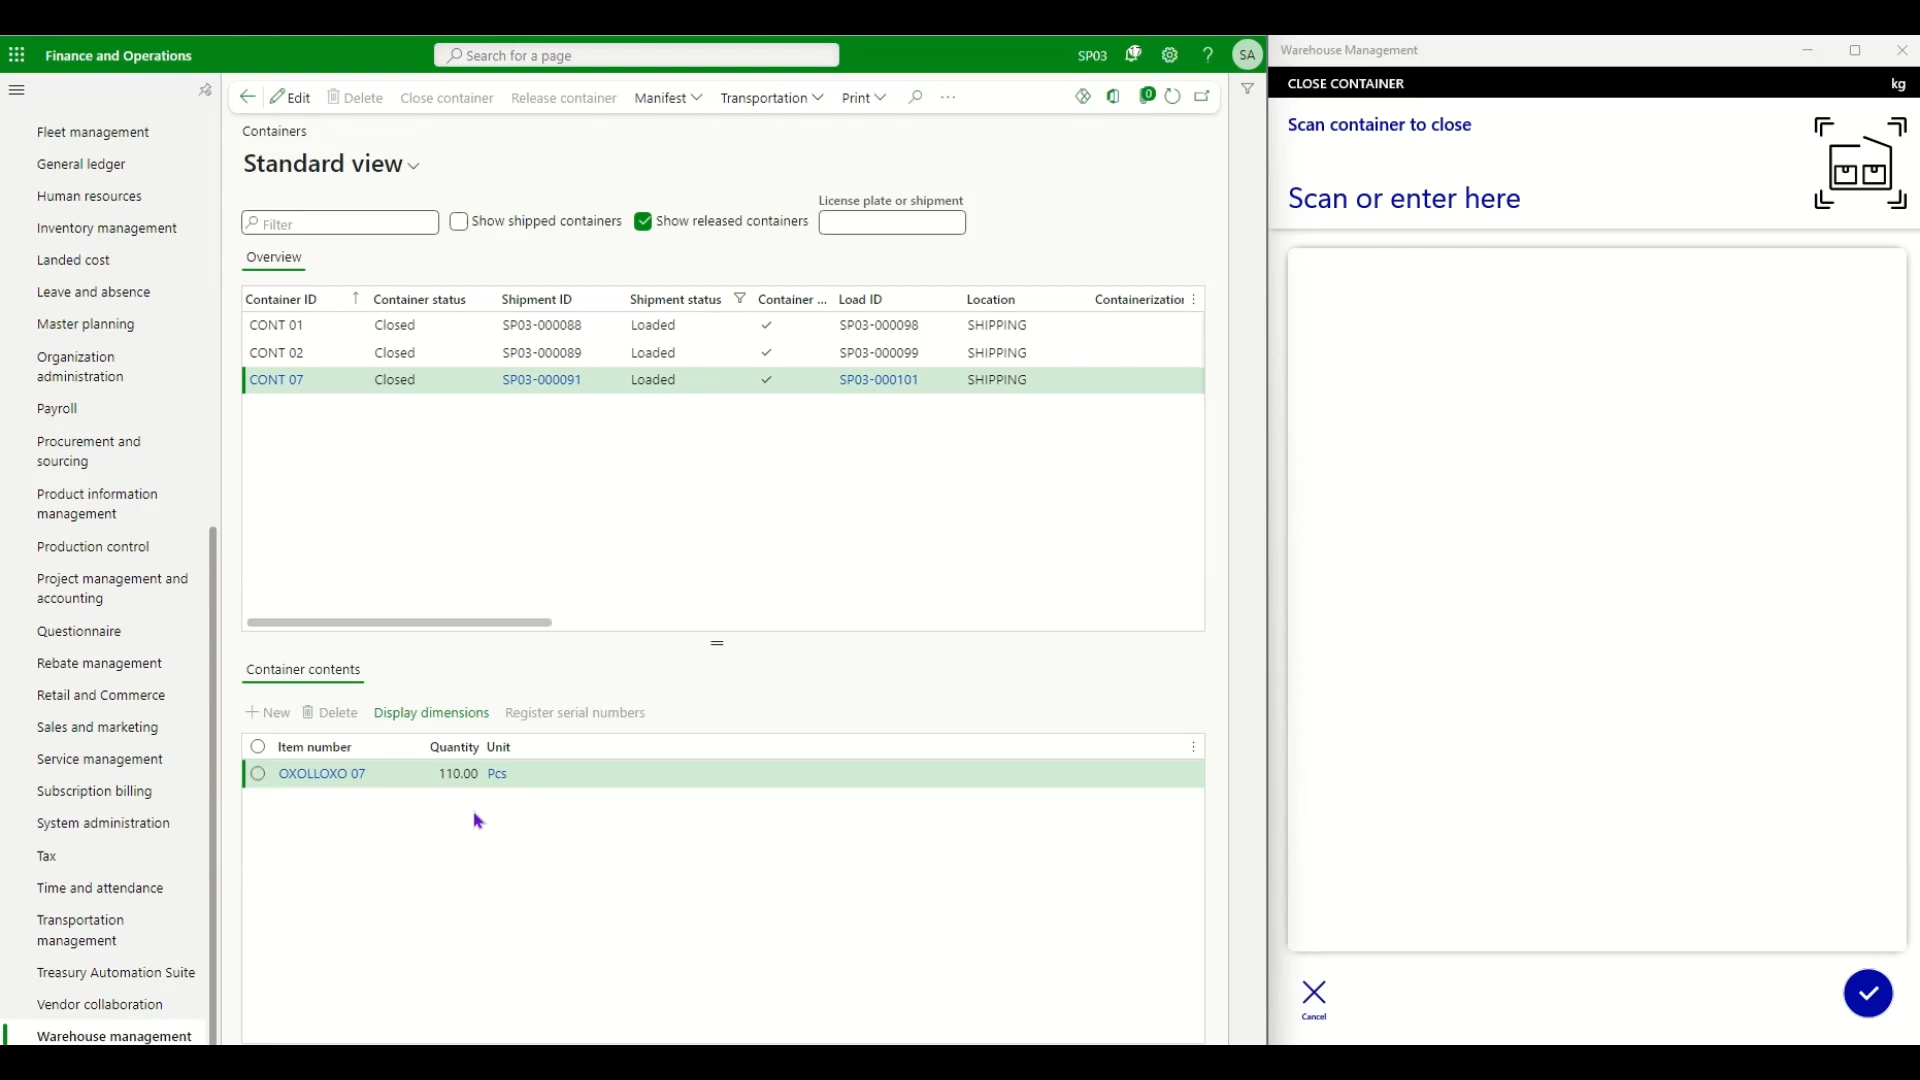 Finance and Operations
Search for a page
SP03
SA
Fleet management
General ledger
Human resources
Inventory management
Landed cost
Leave and absence
Master planning
Organization
administration
Payroll
Procurement and
sourcing
Product information
management
Production control
Project management and
accounting
Questionnaire
Rebate management
Retail and Commerce
Sales and marketing
Service management
Subscription billing
System administration
Tax
Time and attendance
Transportation
management
Treasury Automation Suite
Vendor collaboration
Warehouse management
Edit Delete Close container Release container Manifest Transportation Print ··· 0
Containers
Standard view
Filter
Show shipped containers
Show released containers
License plate or shipment
Overview
Container ID Container status Shipment ID Shipment status Container ... Load ID Location Containerization
CONT 01 Closed SP03-000088 Loaded SP03-000098 SHIPPING
CONT 02 Closed SP03-000089 Loaded SP03-000099 SHIPPING
CONT 07 Closed SP03-000091 Loaded SP03-000101 SHIPPING
Container contents
New Delete Display dimensions Register serial numbers
Item number Quantity Unit
OXOLLOXO 07 110.00 Pcs
Warehouse Management
CLOSE CONTAINER kg
Scan container to close
Scan or enter here
Cancel